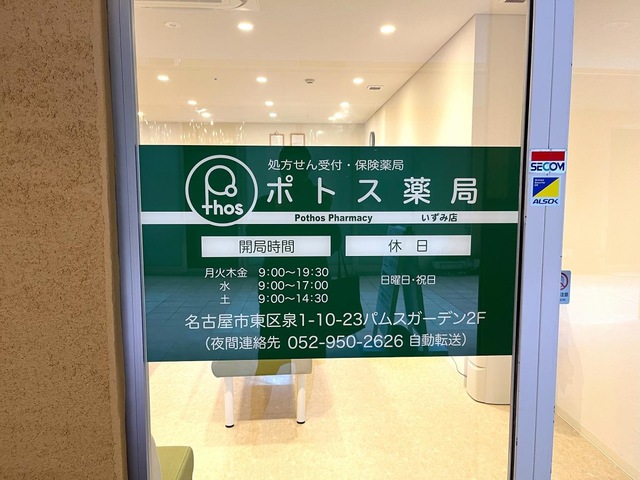 処方せん受付・保険薬局
Pothos
ポトス薬局
Pothos Pharmacy いずみ店
開局時間 休日
月火木金 9:00～19:30
水 9:00～17:00
土 9:00～14:30
日曜日・祝日
名古屋市東区泉1-10-23パムスガーデン2F
（夜間連絡先 052-950-2626 自動転送）
SECOM
ALSOK